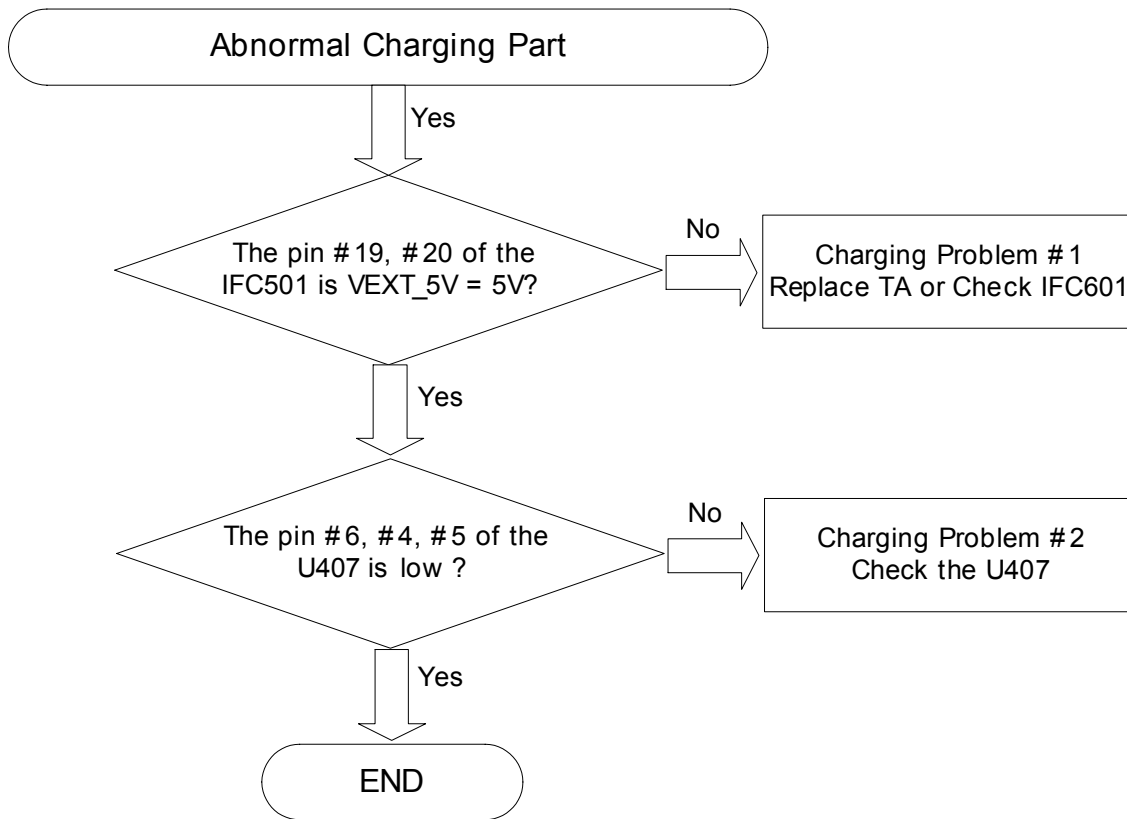 Abnormal Charging Part
Yes
The pin #19, #20 of the
IFC501 is VEXT_5V = 5V?
No
Charging Problem #1
Replace TA or Check IFC601
Yes
The pin #6, #4, #5 of the
U407 is low ?
No
Charging Problem #2
Check the U407
Yes
END